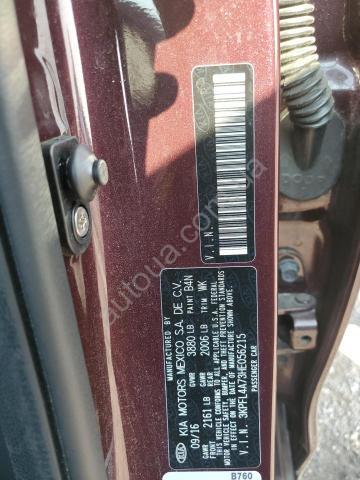 KIA KIA MOTORS MEXICO S.A. DE C.V.
09/16 GVWR 3880 LB PAINT B4N
GAWR FRONT 2161 LB GAWR REAR 2006 LB TRIM WK
THIS VEHICLE CONFORMS TO ALL APPLICABLE U.S.A. FEDERAL
MOTOR VEHICLE SAFETY, BUMPER, AND THEFT PREVENTION STANDARDS
IN EFFECT ON THE DATE OF MANUFACTURE SHOWN ABOVE.
V.I.N. 3KPFL4A73HE056215
PASSENGER CAR
V.I.N.
B760
autoua.com.ua